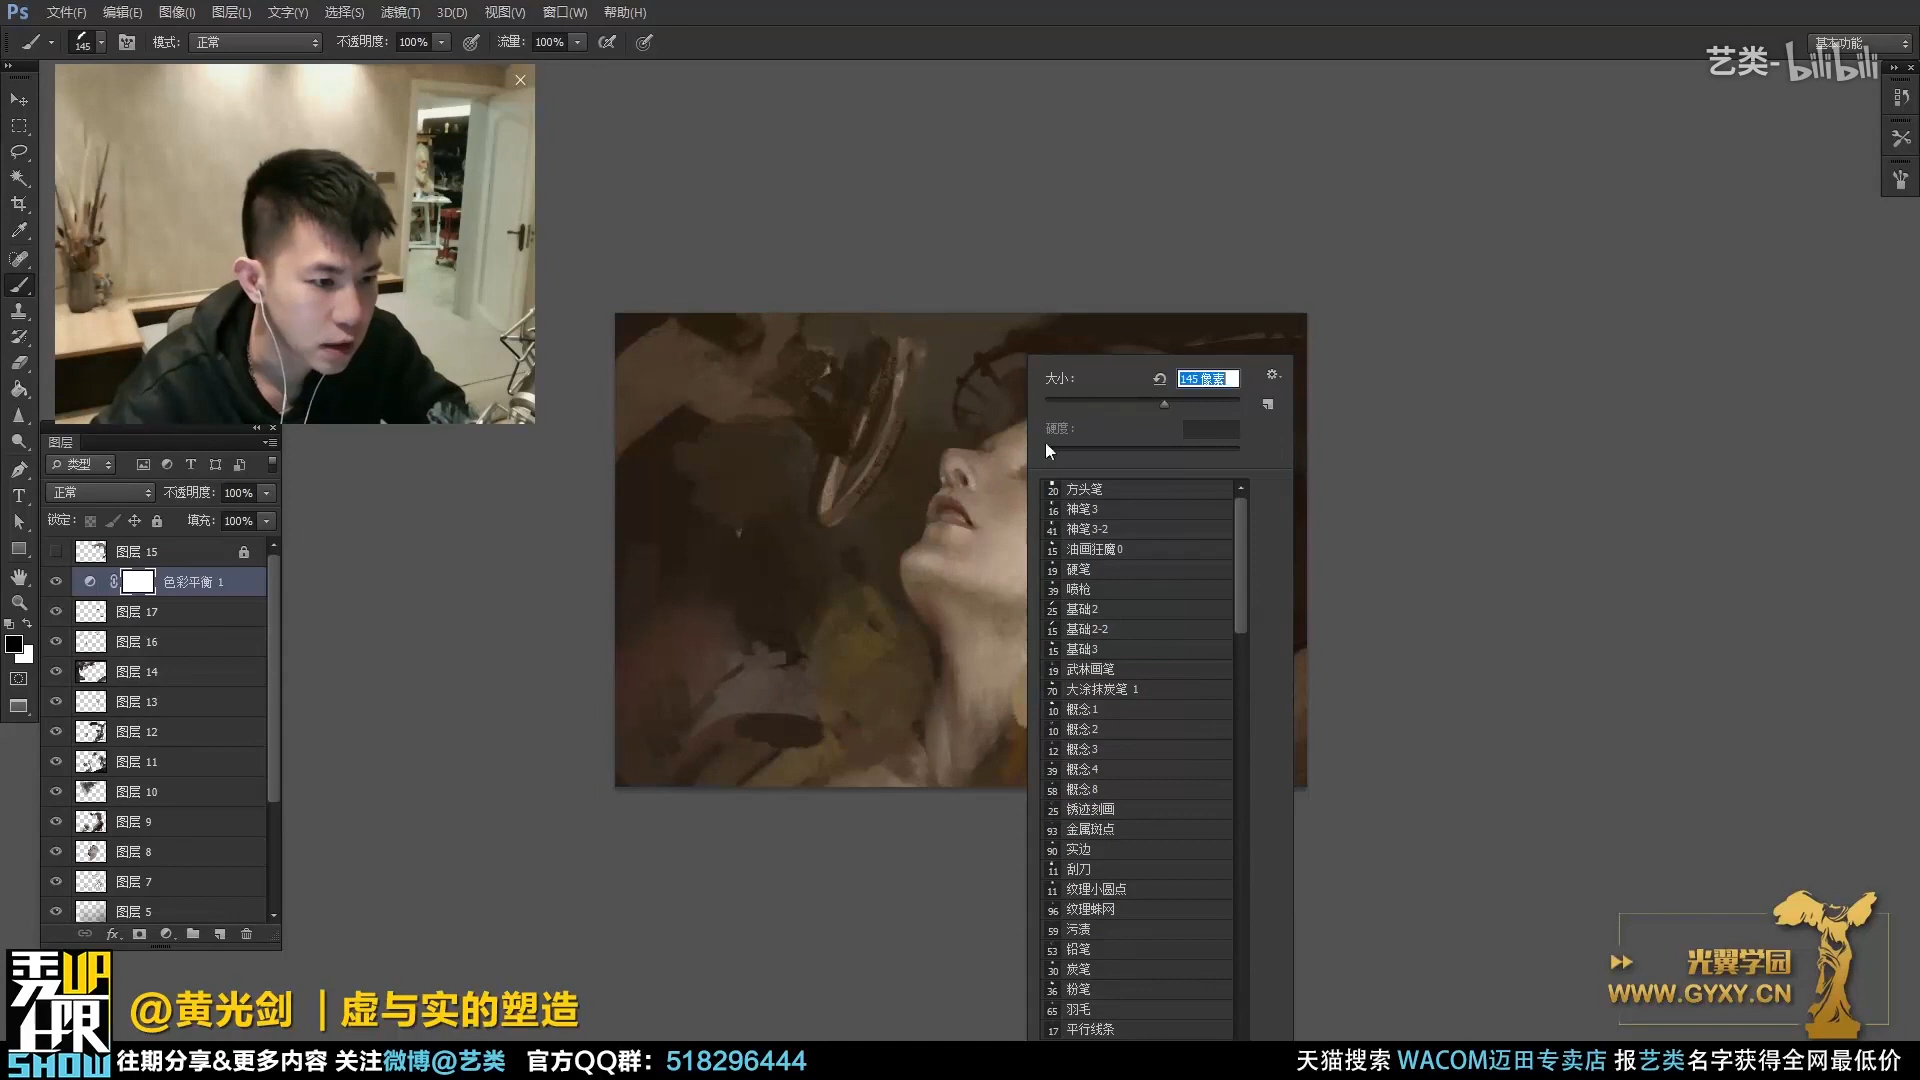 Ps 文件(F) 编辑(E) 图像(I) 图层(L) 文字(Y) 选择(S) 滤镜(T) 3D(D) 视图(V) 窗口(W) 帮助(H)
145 模式: 正常 不透明度: 100% 流量: 100% 基本功能
艺类-bilibili
大小: 145 像素
硬度:
20 方头笔
16 神笔3
41 神笔3-2
15 油画狂魔0
19 硬笔
39 喷枪
25 基础2
15 基础2-2
15 基础3
19 武林画笔
70 大涂抹炭笔 1
10 概念1
10 概念2
12 概念3
39 概念4
58 概念8
25 锈迹刻画
93 金属斑点
90 实边
11 刮刀
11 纹理小圆点
96 纹理蛛网
59 污渍
53 铅笔
30 炭笔
36 粉笔
65 羽毛
17 平行线条
图层
类型
正常 不透明度: 100%
锁定: 填充: 100%
图层 15
色彩平衡 1
图层 17
图层 16
图层 14
图层 13
图层 12
图层 11
图层 10
图层 9
图层 8
图层 7
图层 5
fx
光翼学园
WWW.GYXY.CN
秀UP
HR
SHOW
@黄光剑 | 虚与实的塑造
往期分享&更多内容 关注微博@艺类 官方QQ群: 518296444
天猫搜索 WACOM迈田专卖店 报艺类名字获得全网最低价